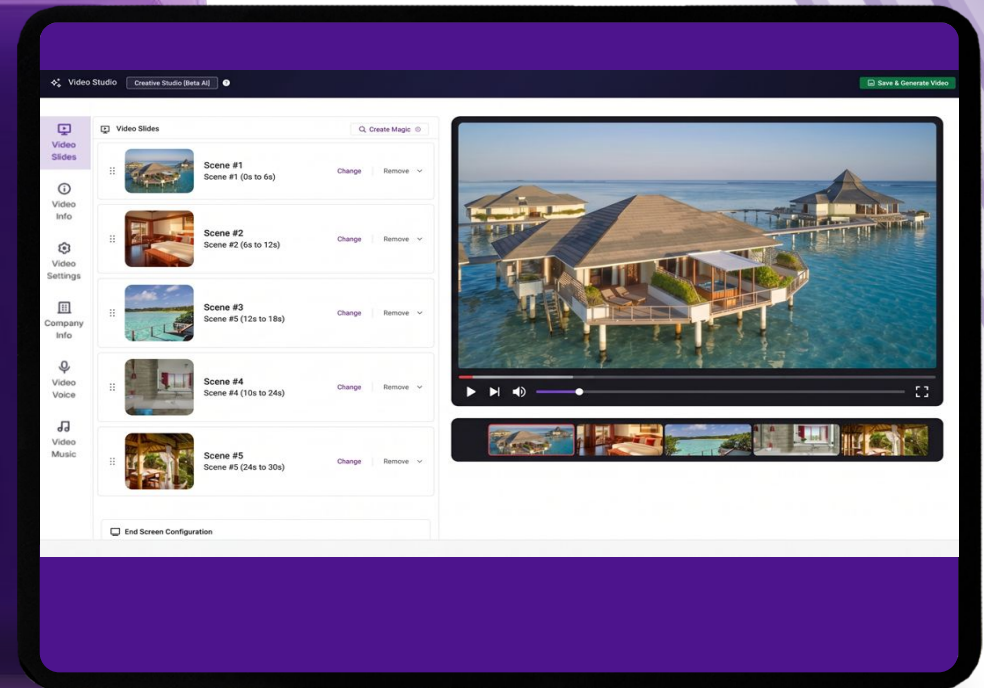 Video Studio
Creative Studio [Beta AI]
?
Save & Generate Video
Video
Slides
Video
Info
Video
Settings
Company
Info
Video
Voice
Video
Music
Video Slides
Create Magic
Scene #1
Scene #1 (0s to 6s)
Change
Remove
Scene #2
Scene #2 (6s to 12s)
Change
Remove
Scene #3
Scene #5 (12s to 18s)
Change
Remove
Scene #4
Scene #4 (10s to 24s)
Change
Remove
Scene #5
Scene #5 (24s to 30s)
Change
Remove
End Screen Configuration